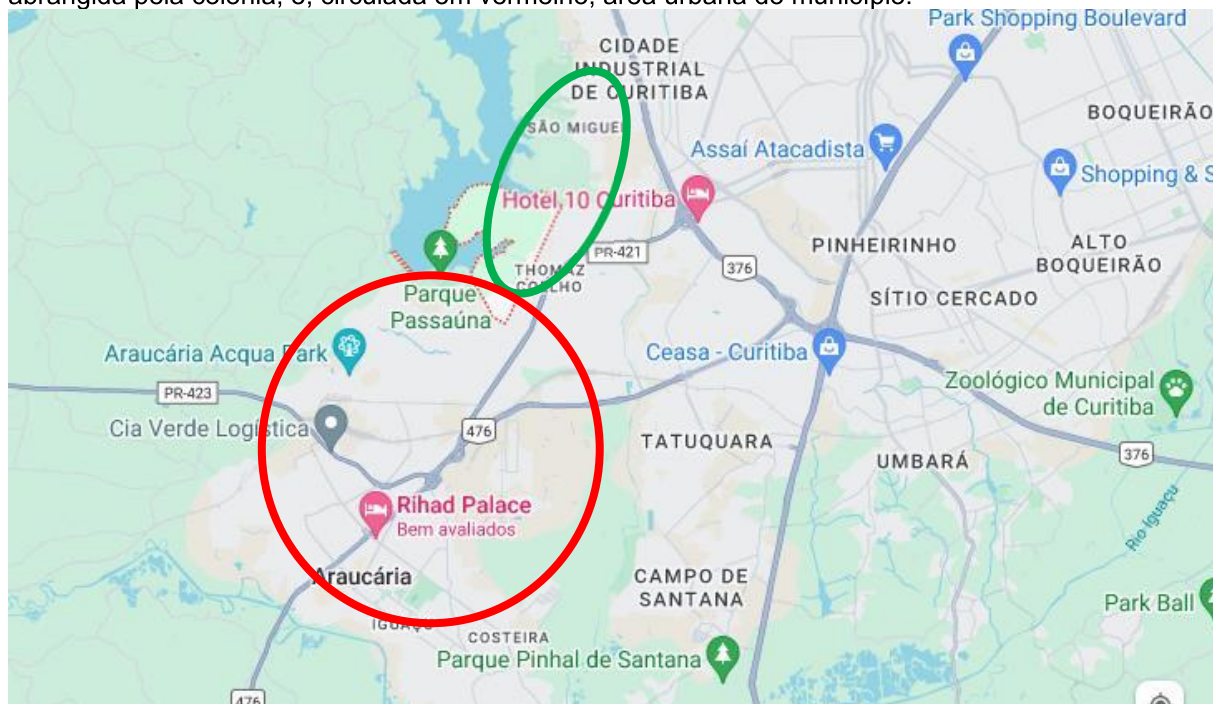 abrangida pela colônia, e, circulada em vermelho, área urbana do município.
Park Shopping Boulevard
CIDADE
INDUSTRIAL
DE CURITIBA
BOQUEIRÃO
SÃO MIGUEL
Assaí Atacadista
Shopping & S
Hotel 10 Curitiba
PR-421
376
PINHEIRINHO
ALTO
BOQUEIRÃO
THOMAZ
COELHO
SÍTIO CERCADO
Parque
Passaúna
Araucária Acqua Park
Ceasa - Curitiba
Zoológico Municipal
de Curitiba
PR-423
Cia Verde Logística
476
TATUQUARA
UMBARÁ
376
Rihad Palace
Bem avaliados
Rio Iguaçu
Araucária
CAMPO DE
SANTANA
Park Ball
IGUAÇU
COSTEIRA
Parque Pinhal de Santana
476